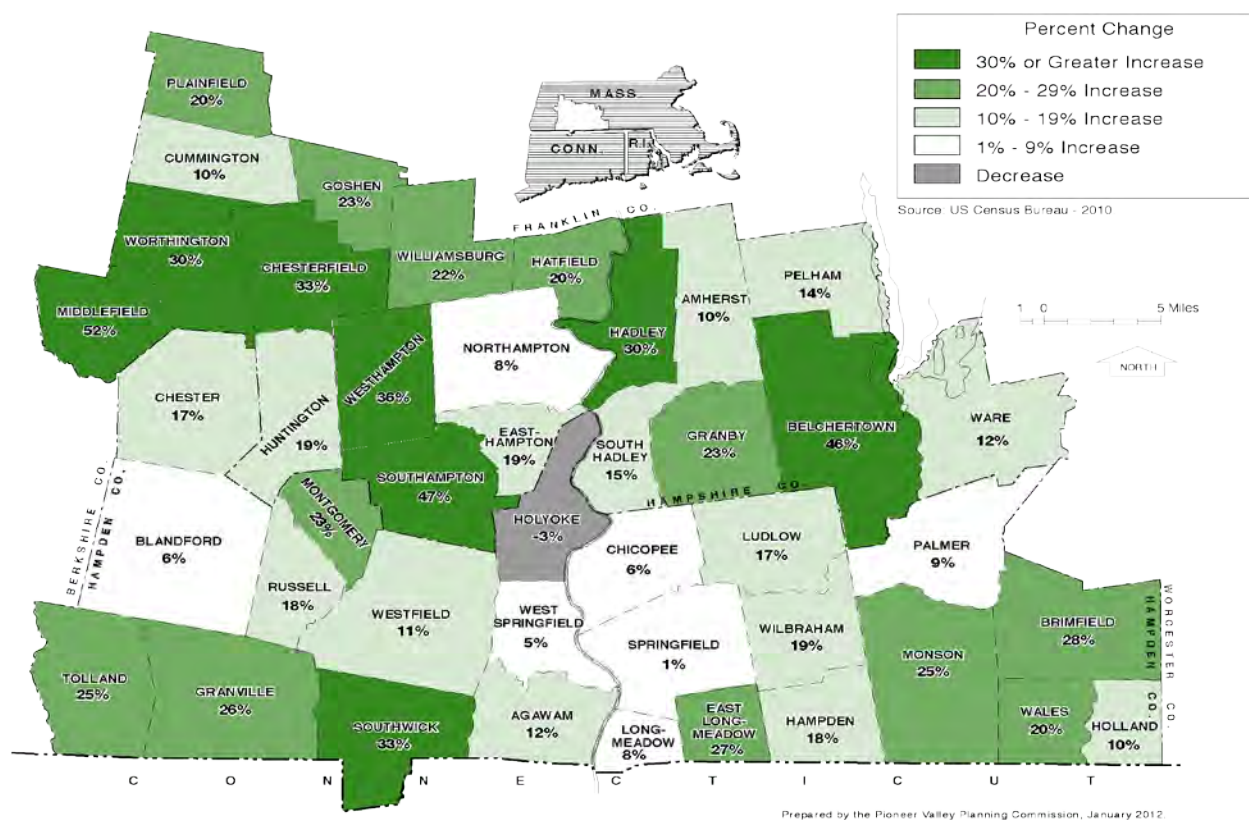 Percent Change
30% or Greater Increase
20% - 29% Increase
10% - 19% Increase
1% - 9% Increase
Decrease
Source: US Census Bureau - 2010
MASS.
CONN.
R.I.
1 0 5 Miles
NORTH
PLAINFIELD
20%
CUMMINGTON
10%
GOSHEN
23%
WORTHINGTON
30%
CHESTERFIELD
33%
WILLIAMSBURG
22%
HATFIELD
20%
FRANKLIN CO.
MIDDLEFIELD
52%
HADLEY
30%
AMHERST
10%
PELHAM
14%
NORTHAMPTON
8%
WESTHAMPTON
36%
CHESTER
17%
HUNTINGTON
19%
EAST-
HAMPTON
19%
SOUTH
HADLEY
15%
GRANBY
23%
BELCHERTOWN
46%
WARE
12%
SOUTHAMPTON
47%
HAMPSHIRE CO.
MONTGOMERY
23%
HOLYOKE
-3%
BERKSHIRE CO.
HAMPDEN CO.
BLANDFORD
6%
CHICOPEE
6%
LUDLOW
17%
PALMER
9%
RUSSELL
18%
WESTFIELD
11%
WEST
SPRINGFIELD
5%
SPRINGFIELD
1%
WILBRAHAM
19%
MONSON
25%
BRIMFIELD
28%
HAMPDEN CO.
WORCESTER CO.
TOLLAND
25%
GRANVILLE
26%
SOUTHWICK
33%
AGAWAM
12%
LONG-
MEADOW
8%
EAST
LONG-
MEADOW
27%
HAMPDEN
18%
WALES
20%
HOLLAND
10%
CONNECTICUT
Prepared by the Pioneer Valley Planning Commission, January 2012.